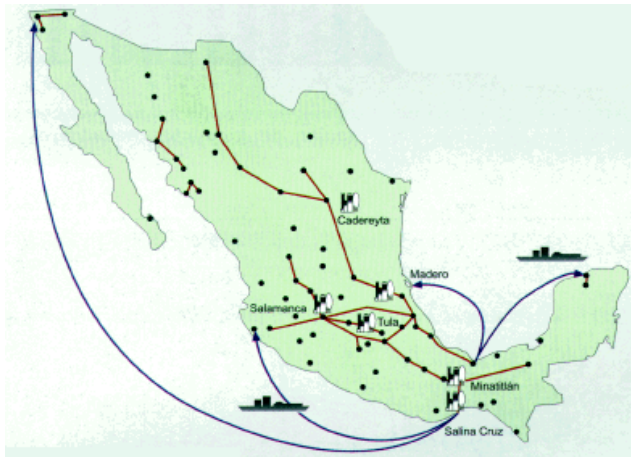 Cadereyta
Madero
Salamanca
Tula
Minatitlán
Salina Cruz